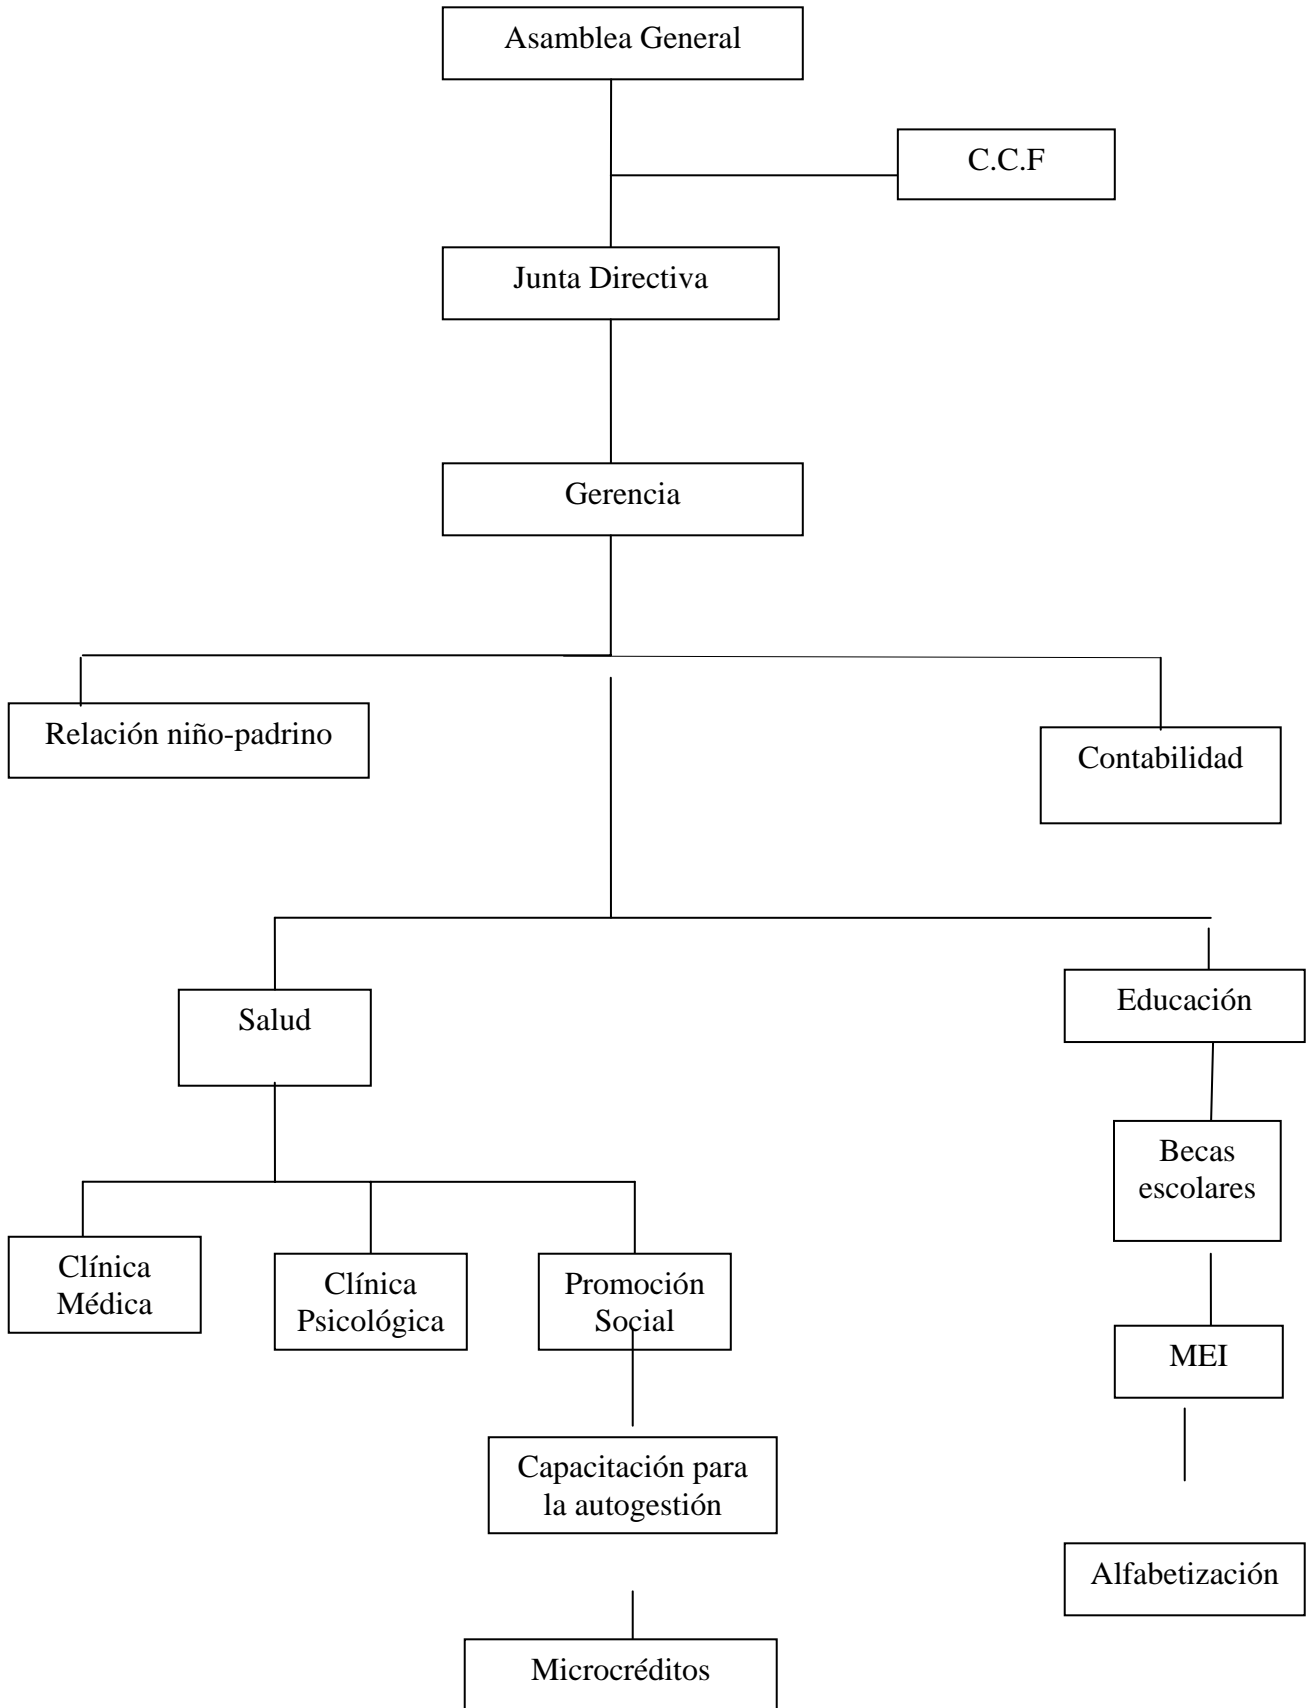 Asamblea General
C.C.F
Junta Directiva
Gerencia
Relación niño-padrino
Contabilidad
Salud
Educación
Becas
escolares
Clínica
Médica
Clínica
Psicológica
Promoción
Social
MEI
Capacitación para
la autogestión
Alfabetización
Microcréditos